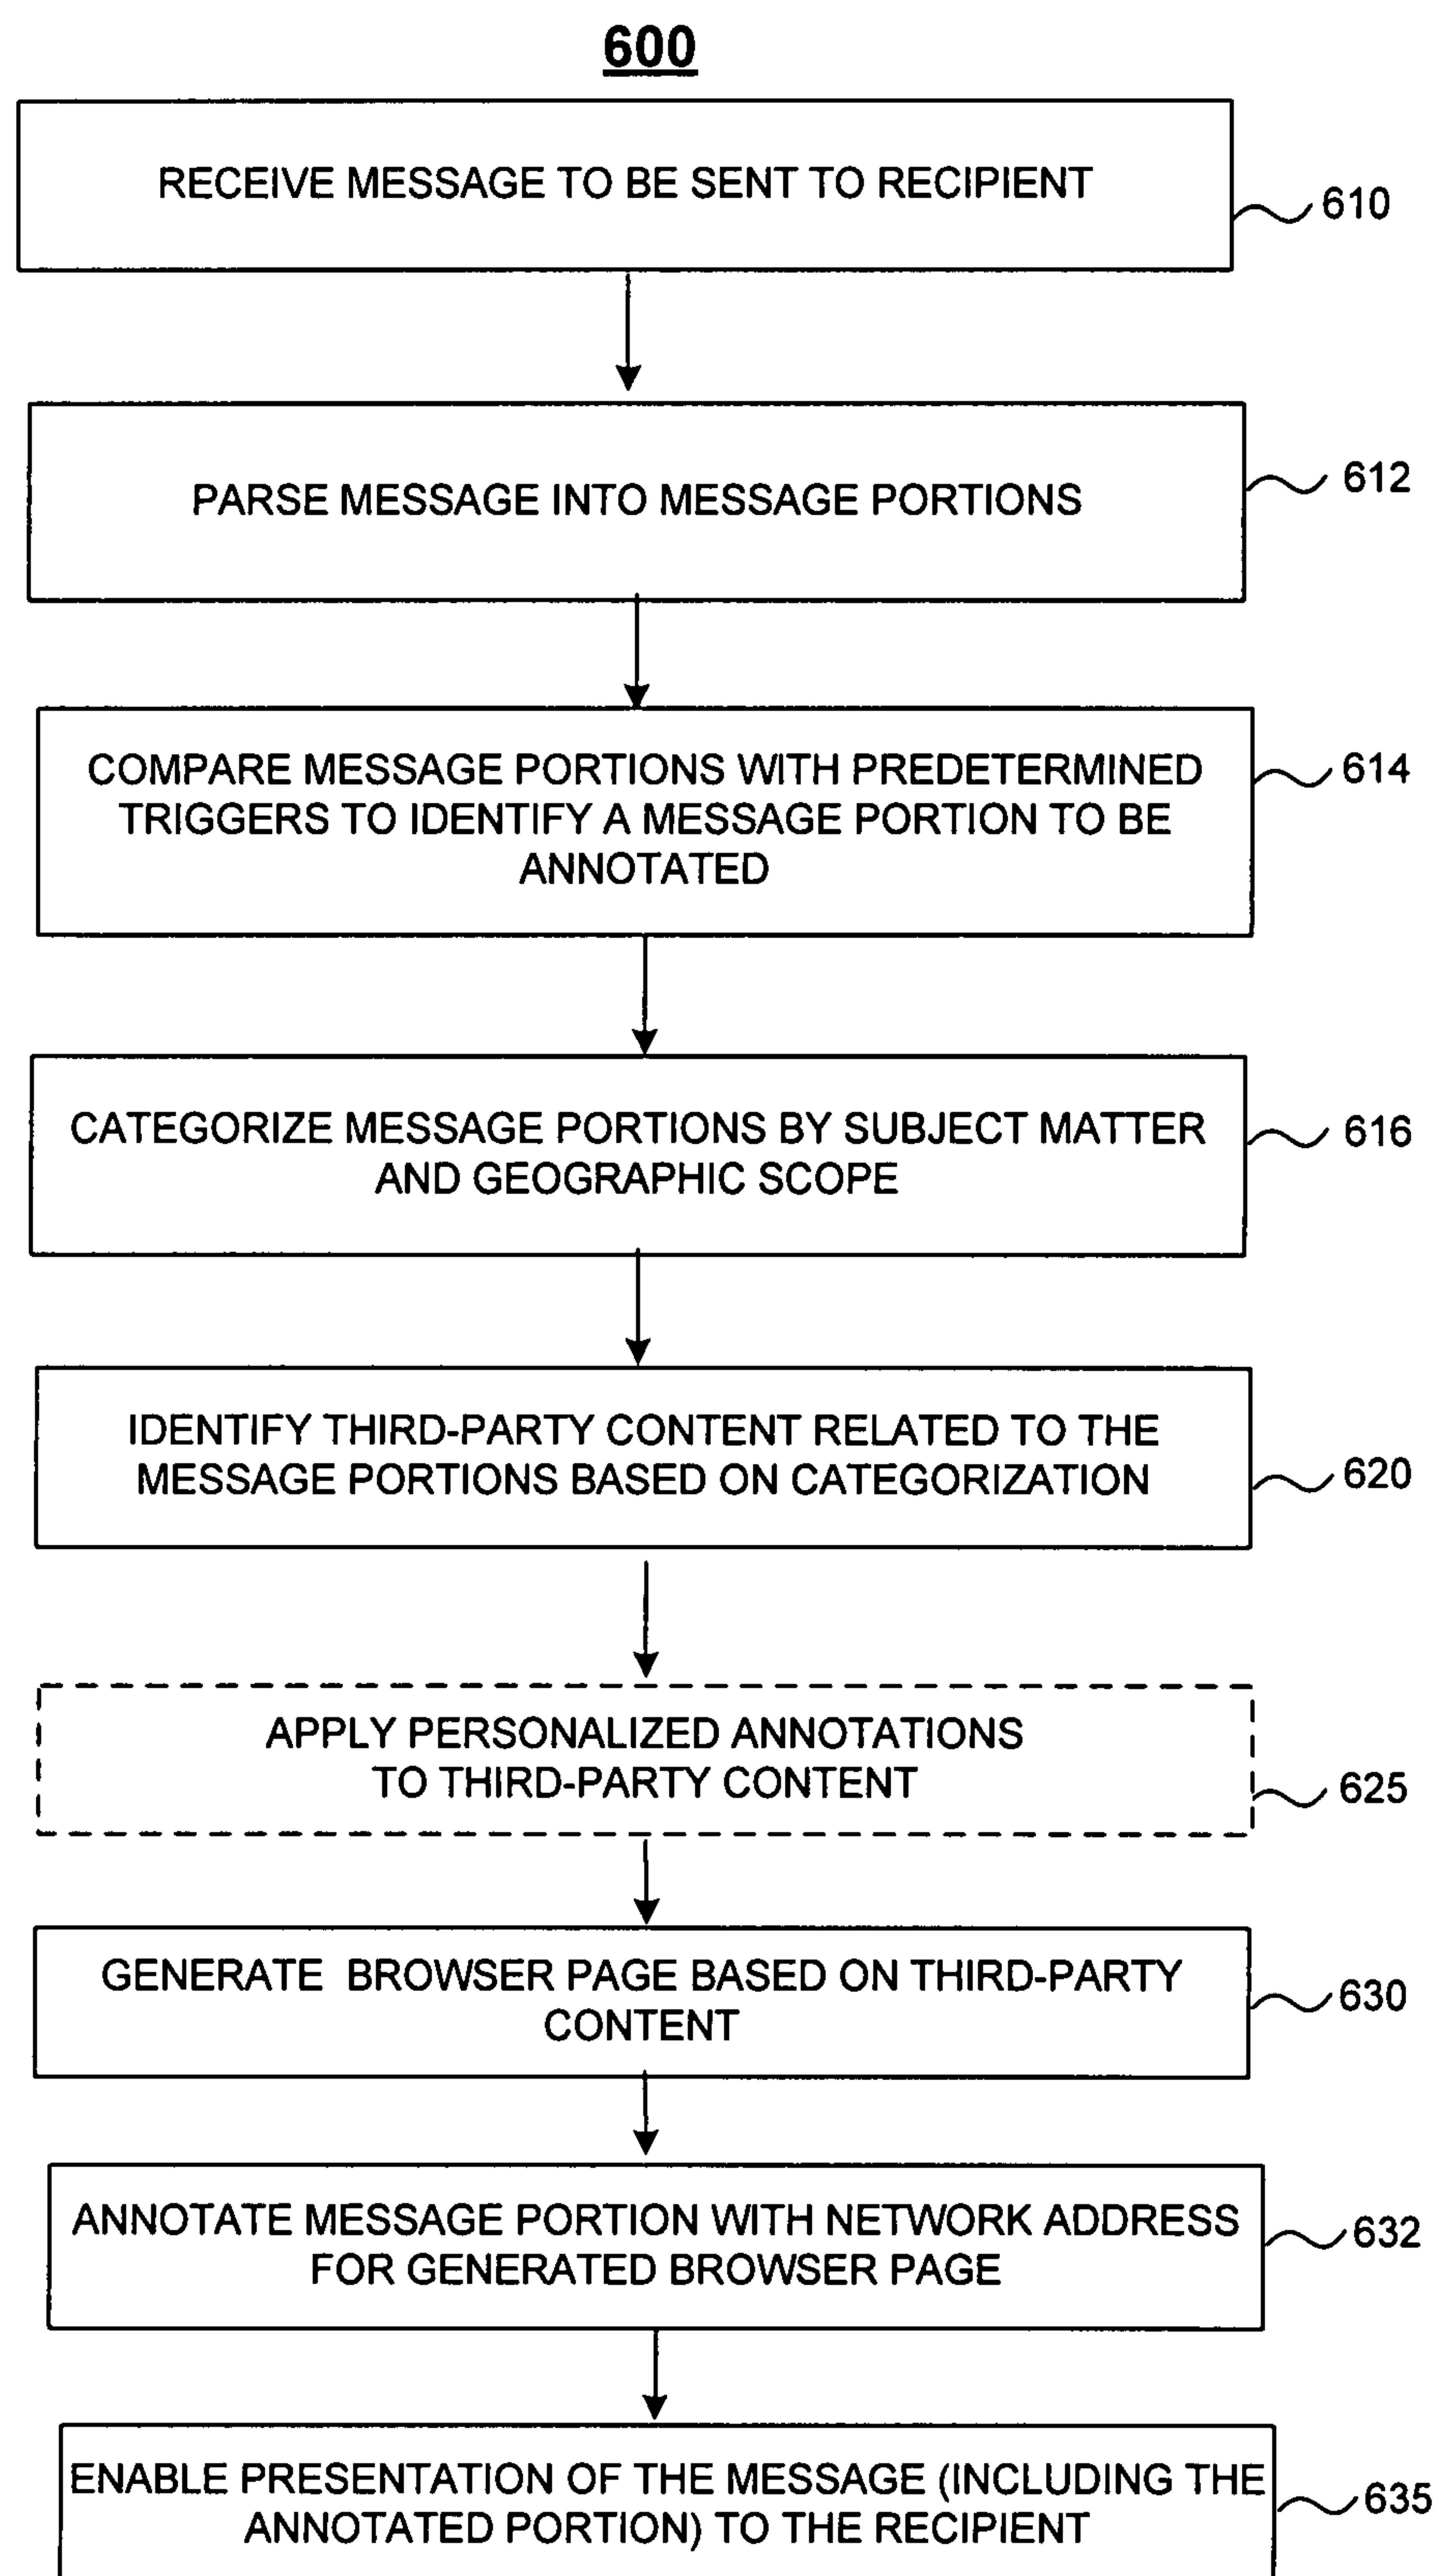 600
RECEIVE MESSAGE TO BE SENT TO RECIPIENT
610
PARSE MESSAGE INTO MESSAGE PORTIONS
612
COMPARE MESSAGE PORTIONS WITH PREDETERMINED
TRIGGERS TO IDENTIFY A MESSAGE PORTION TO BE
ANNOTATED
614
CATEGORIZE MESSAGE PORTIONS BY SUBJECT MATTER
AND GEOGRAPHIC SCOPE
616
IDENTIFY THIRD-PARTY CONTENT RELATED TO THE
MESSAGE PORTIONS BASED ON CATEGORIZATION
620
APPLY PERSONALIZED ANNOTATIONS
TO THIRD-PARTY CONTENT
625
GENERATE BROWSER PAGE BASED ON THIRD-PARTY
CONTENT
630
ANNOTATE MESSAGE PORTION WITH NETWORK ADDRESS
FOR GENERATED BROWSER PAGE
632
ENABLE PRESENTATION OF THE MESSAGE (INCLUDING THE
ANNOTATED PORTION) TO THE RECIPIENT
635